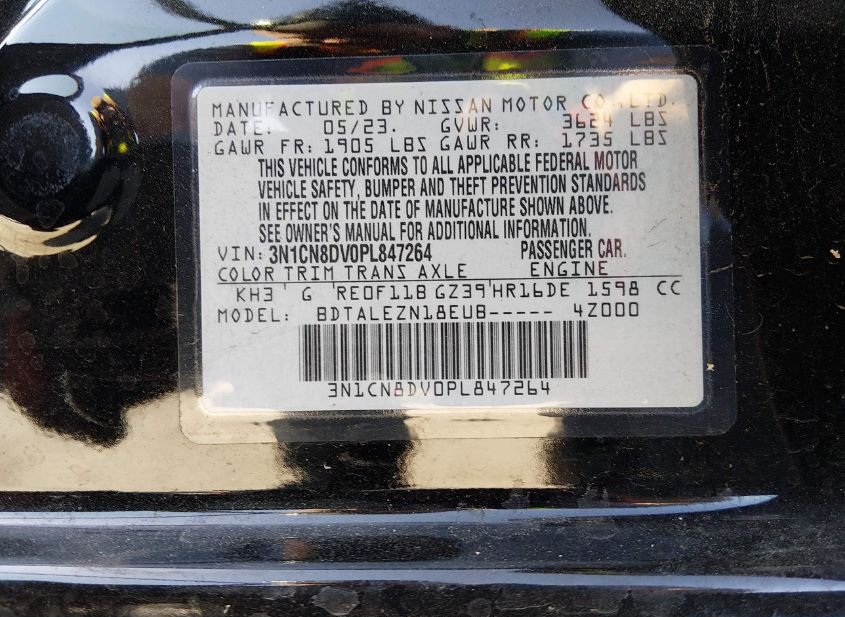 MANUFACTURED BY NISSAN MOTOR CO., LTD.
DATE: 05/23. GVWR: 3624 LBS
GAWR FR: 1905 LBS GAWR RR: 1735 LBS
THIS VEHICLE CONFORMS TO ALL APPLICABLE FEDERAL MOTOR
VEHICLE SAFETY, BUMPER AND THEFT PREVENTION STANDARDS
IN EFFECT ON THE DATE OF MANUFACTURE SHOWN ABOVE.
SEE OWNER'S MANUAL FOR ADDITIONAL INFORMATION.
VIN: 3N1CN8DV0PL847264 PASSENGER CAR.
COLOR TRIM TRANS AXLE ENGINE
KH3 G RE0F11B GZ39 HR16DE 1598 CC
MODEL: BDTALEZN18EUB----- 4Z000
3N1CN8DV0PL847264